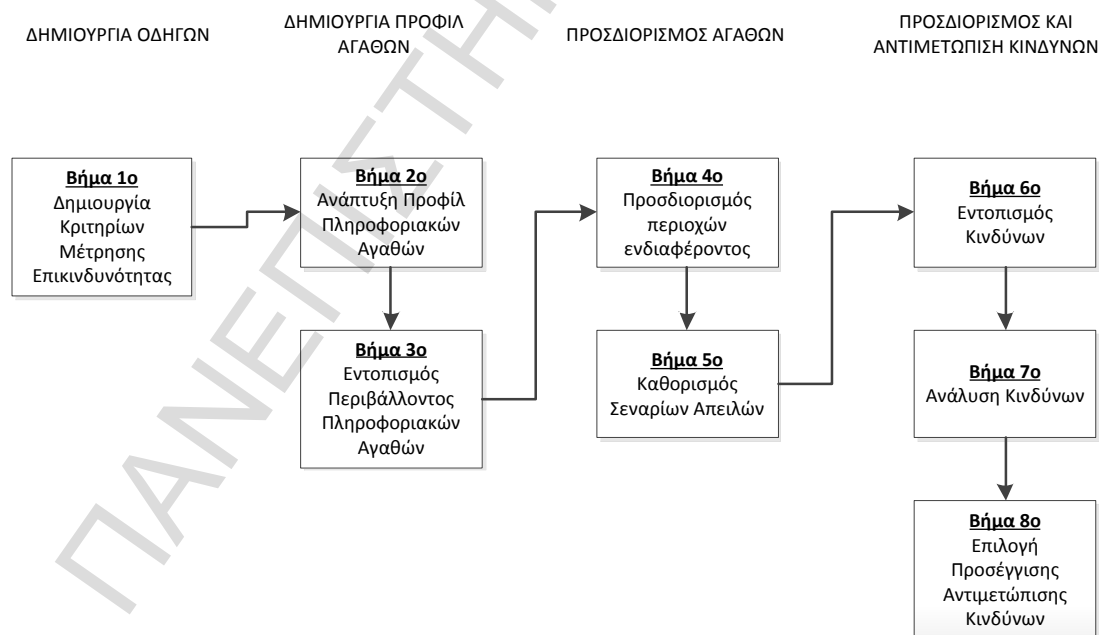 ΔΗΜΙΟΥΡΓΙΑ ΟΔΗΓΩΝ
ΔΗΜΙΟΥΡΓΙΑ ΠΡΟΦΙΛ
ΑΓΑΘΩΝ
ΠΡΟΣΔΙΟΡΙΣΜΟΣ ΑΓΑΘΩΝ
ΠΡΟΣΔΙΟΡΙΣΜΟΣ ΚΑΙ
ΑΝΤΙΜΕΤΩΠΙΣΗ ΚΙΝΔΥΝΩΝ
Βήμα 1ο
Δημιουργία
Κριτηρίων
Μέτρησης
Επικινδυνότητας
Βήμα 2ο
Ανάπτυξη Προφίλ
Πληροφοριακών
Αγαθών
Βήμα 3ο
Εντοπισμός
Περιβάλλοντος
Πληροφοριακών
Αγαθών
Βήμα 4ο
Προσδιορισμός
περιοχών
ενδιαφέροντος
Βήμα 5ο
Καθορισμός
Σεναρίων Απειλών
Βήμα 6ο
Εντοπισμός
Κινδύνων
Βήμα 7ο
Ανάλυση Κινδύνων
Βήμα 8ο
Επιλογή
Προσέγγισης
Αντιμετώπισης
Κινδύνων